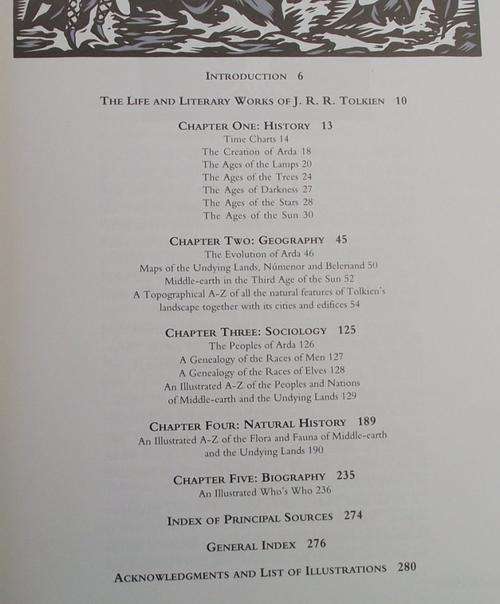 Introduction 6
The Life and Literary Works of J. R. R. Tolkien 10
Chapter One: History 13
Time Charts 14
The Creation of Arda 18
The Ages of the Lamps 20
The Ages of the Trees 24
The Ages of Darkness 27
The Ages of the Stars 28
The Ages of the Sun 30
Chapter Two: Geography 45
The Evolution of Arda 46
Maps of the Undying Lands, Númenor and Beleriand 50
Middle-earth in the Third Age of the Sun 52
A Topographical A-Z of all the natural features of Tolkien's
landscape together with its cities and edifices 54
Chapter Three: Sociology 125
The Peoples of Arda 126
A Genealogy of the Races of Men 127
A Genealogy of the Races of Elves 128
An Illustrated A-Z of the Peoples and Nations
of Middle-earth and the Undying Lands 129
Chapter Four: Natural History 189
An Illustrated A-Z of the Flora and Fauna of Middle-earth
and the Undying Lands 190
Chapter Five: Biography 235
An Illustrated Who's Who 236
Index of Principal Sources 274
General Index 276
Acknowledgments and List of Illustrations 280